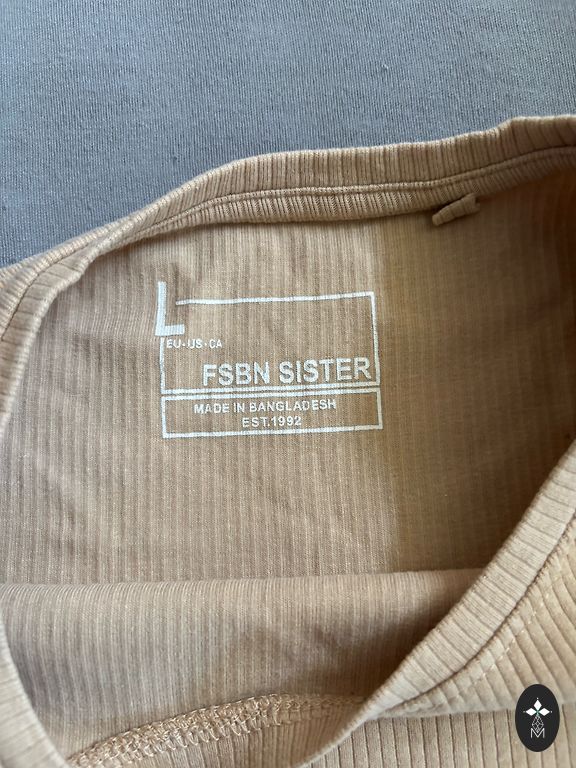 L
EU•US•CA
FSBN SISTER
MADE IN BANGLADESH
EST.1992